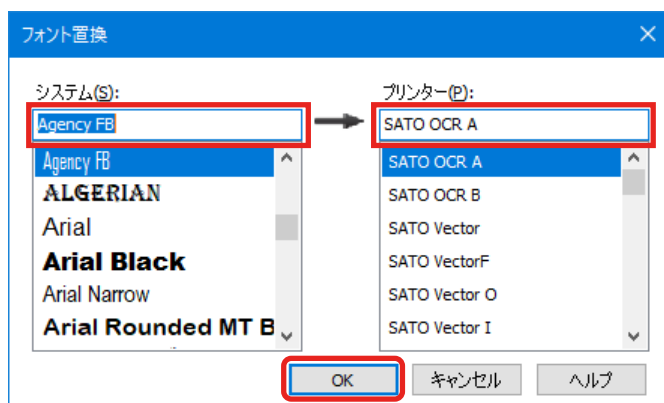 フォント置換
システム(S):
プリンター(P):
Agency FB
SATO OCR A
Agency FB
ALGERIAN
Arial
Arial Black
Arial Narrow
Arial Rounded MT B
SATO OCR A
SATO OCR B
SATO Vector
SATO VectorF
SATO Vector O
SATO Vector I
OK
キャンセル
ヘルプ